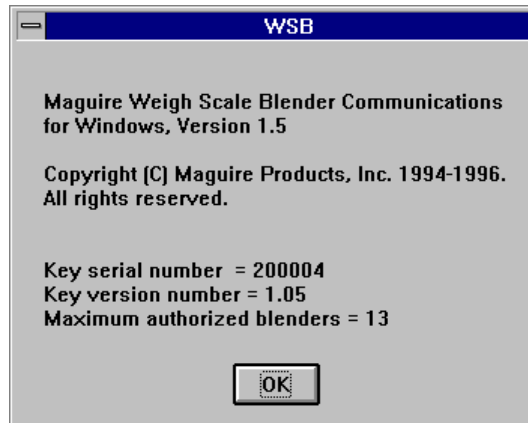 WSB
Maguire Weigh Scale Blender Communications
for Windows, Version 1.5
Copyright (C) Maguire Products, Inc. 1994-1996.
All rights reserved.
Key serial number = 200004
Key version number = 1.05
Maximum authorized blenders = 13
OK